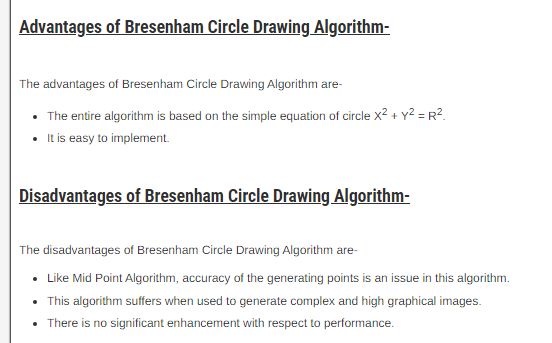 Advantages of Bresenham Circle Drawing Algorithm-
The advantages of Bresenham Circle Drawing Algorithm are-
• The entire algorithm is based on the simple equation of circle X² + Y² = R².
• It is easy to implement.
Disadvantages of Bresenham Circle Drawing Algorithm-
The disadvantages of Bresenham Circle Drawing Algorithm are-
• Like Mid Point Algorithm, accuracy of the generating points is an issue in this algorithm.
• This algorithm suffers when used to generate complex and high graphical images.
• There is no significant enhancement with respect to performance.